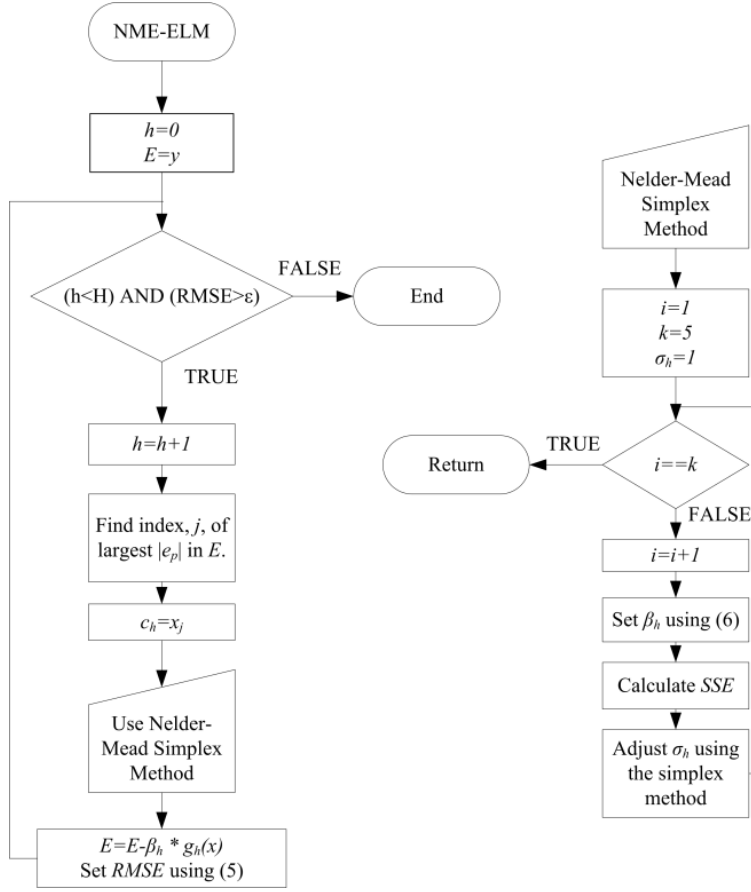 NME-ELM
h=0
E=y
(h<H) AND (RMSE>ε)
FALSE
End
TRUE
h=h+1
Find index, j, of
largest |eₚ| in E.
cₕ=xⱼ
Use Nelder-
Mead Simplex
Method
E=E-βₕ * gₕ(x)
Set RMSE using (5)
Nelder-Mead
Simplex
Method
i=1
k=5
σₕ=1
i==k
TRUE
Return
FALSE
i=i+1
Set βₕ using (6)
Calculate SSE
Adjust σₕ using
the simplex
method